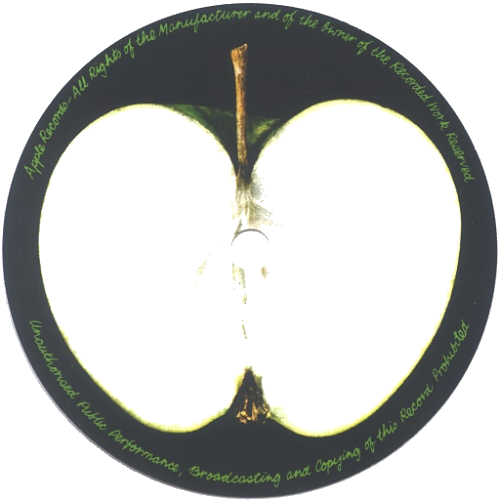 Apple Records-All Rights of the Manufacturer and of the Owner of the Recorded Work Reserved
Unauthorised Public Performance, Broadcasting and Copying of this Record Prohibited